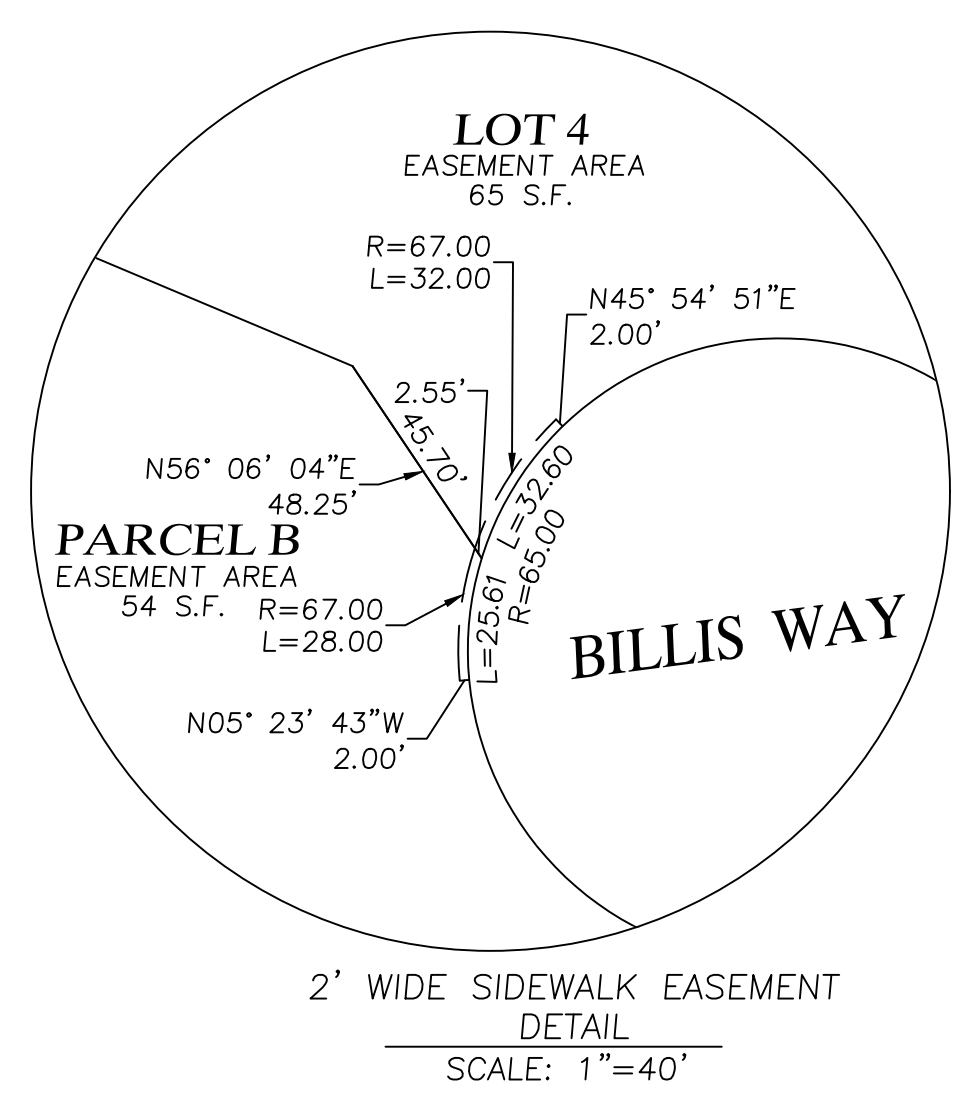 LOT 4
EASEMENT AREA
65 S.F.
R=67.00
L=32.00
N45° 54' 51"E
2.00'
2.55'
45.70'
N56° 06' 04"E
48.25'
L=32.60
R=65.00
L=25.61
PARCEL B
EASEMENT AREA
54 S.F.
R=67.00
L=28.00
BILLIS WAY
N05° 23' 43"W
2.00'
2' WIDE SIDEWALK EASEMENT
DETAIL
SCALE: 1"=40'